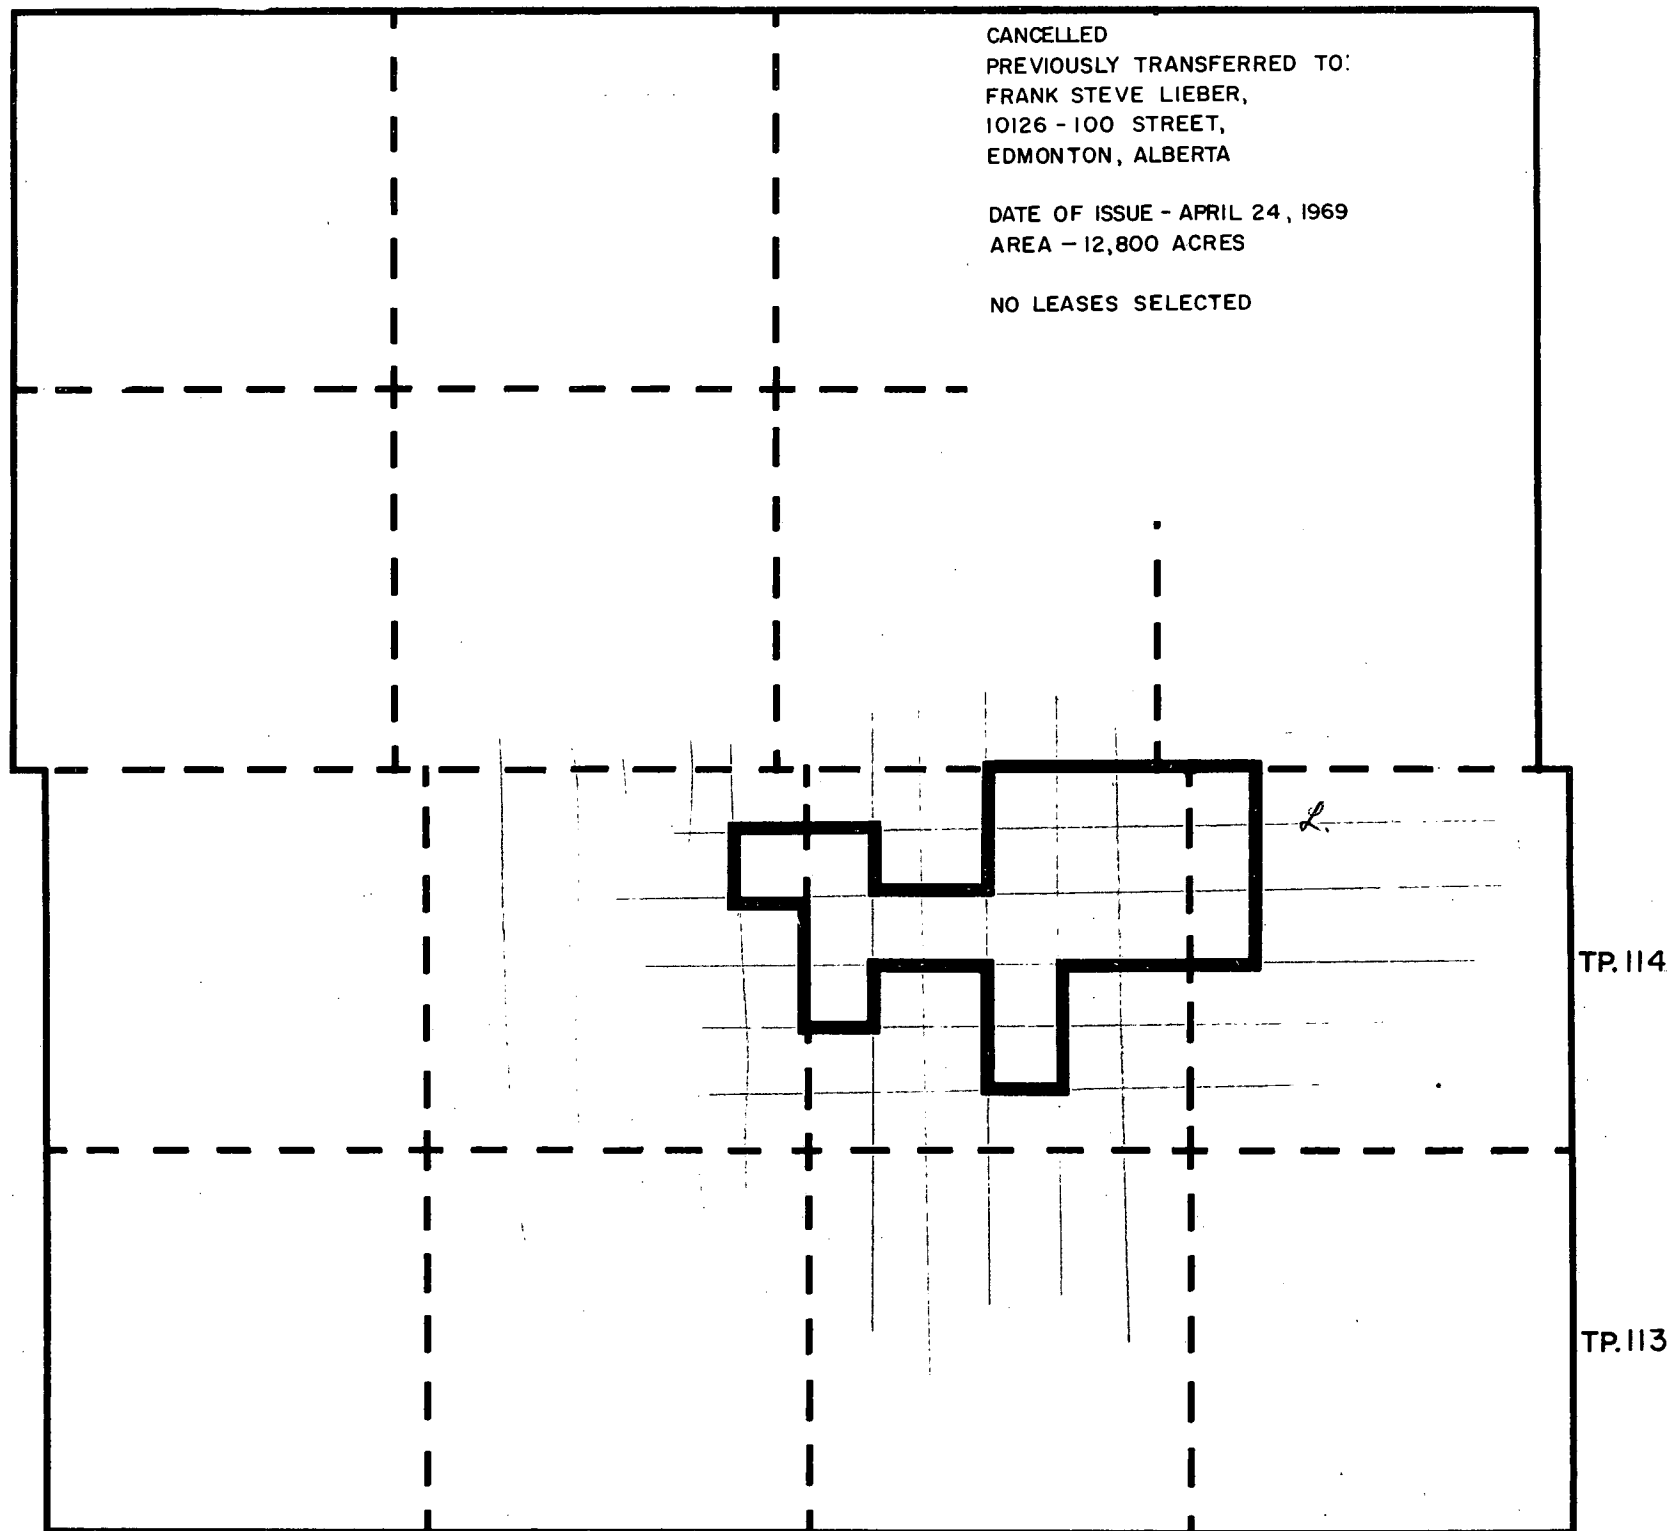 CANCELLED
PREVIOUSLY TRANSFERRED TO:
FRANK STEVE LIEBER,
10126 - 100 STREET,
EDMONTON, ALBERTA
DATE OF ISSUE - APRIL 24, 1969
AREA - 12,800 ACRES
NO LEASES SELECTED
L.
TP. 114
TP. 113